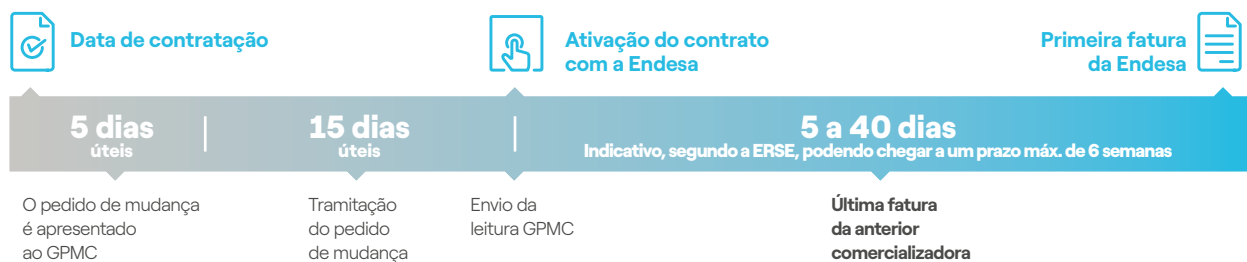 Data de contratação
Ativação do contrato
com a Endesa
Primeira fatura
da Endesa
5 dias
úteis
15 dias
úteis
5 a 40 dias
Indicativo, segundo a ERSE, podendo chegar a um prazo máx. de 6 semanas
O pedido de mudança
é apresentado
ao GPMC
Tramitação
do pedido
de mudança
Envio da
leitura GPMC
Última fatura
da anterior
comercializadora